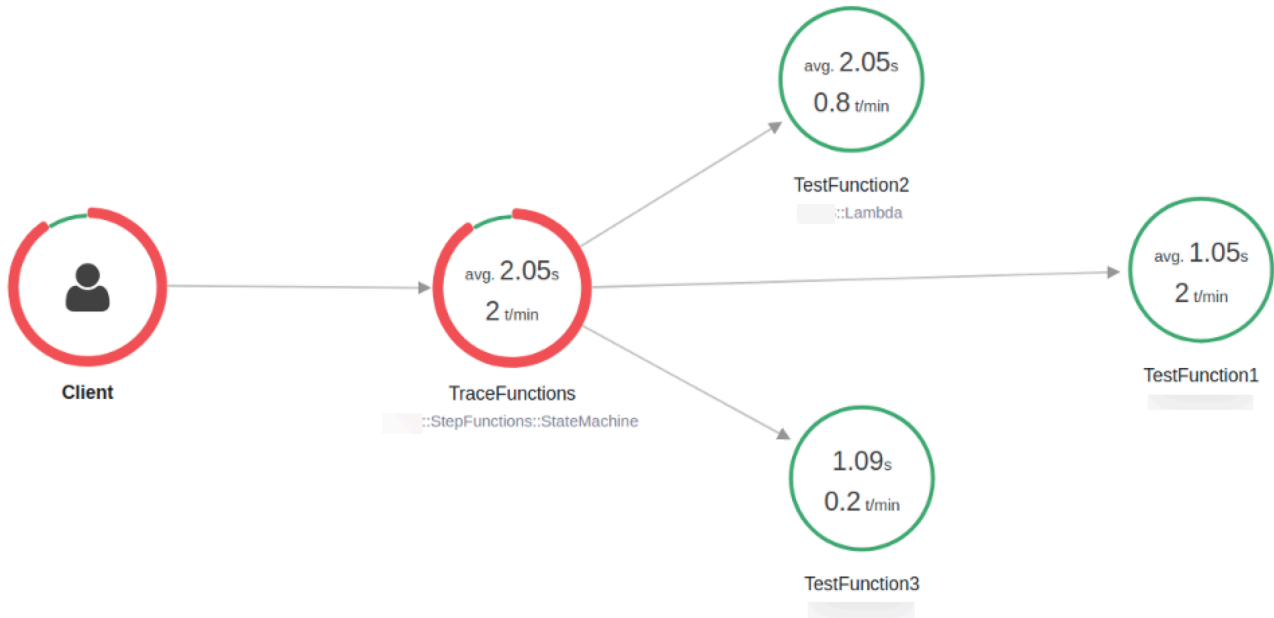 avg. 2.05s
0.8 t/min
TestFunction2
::Lambda
avg. 1.05s
2 t/min
TestFunction1
avg. 2.05s
2 t/min
Client
TraceFunctions
::StepFunctions::StateMachine
1.09s
0.2 t/min
TestFunction3